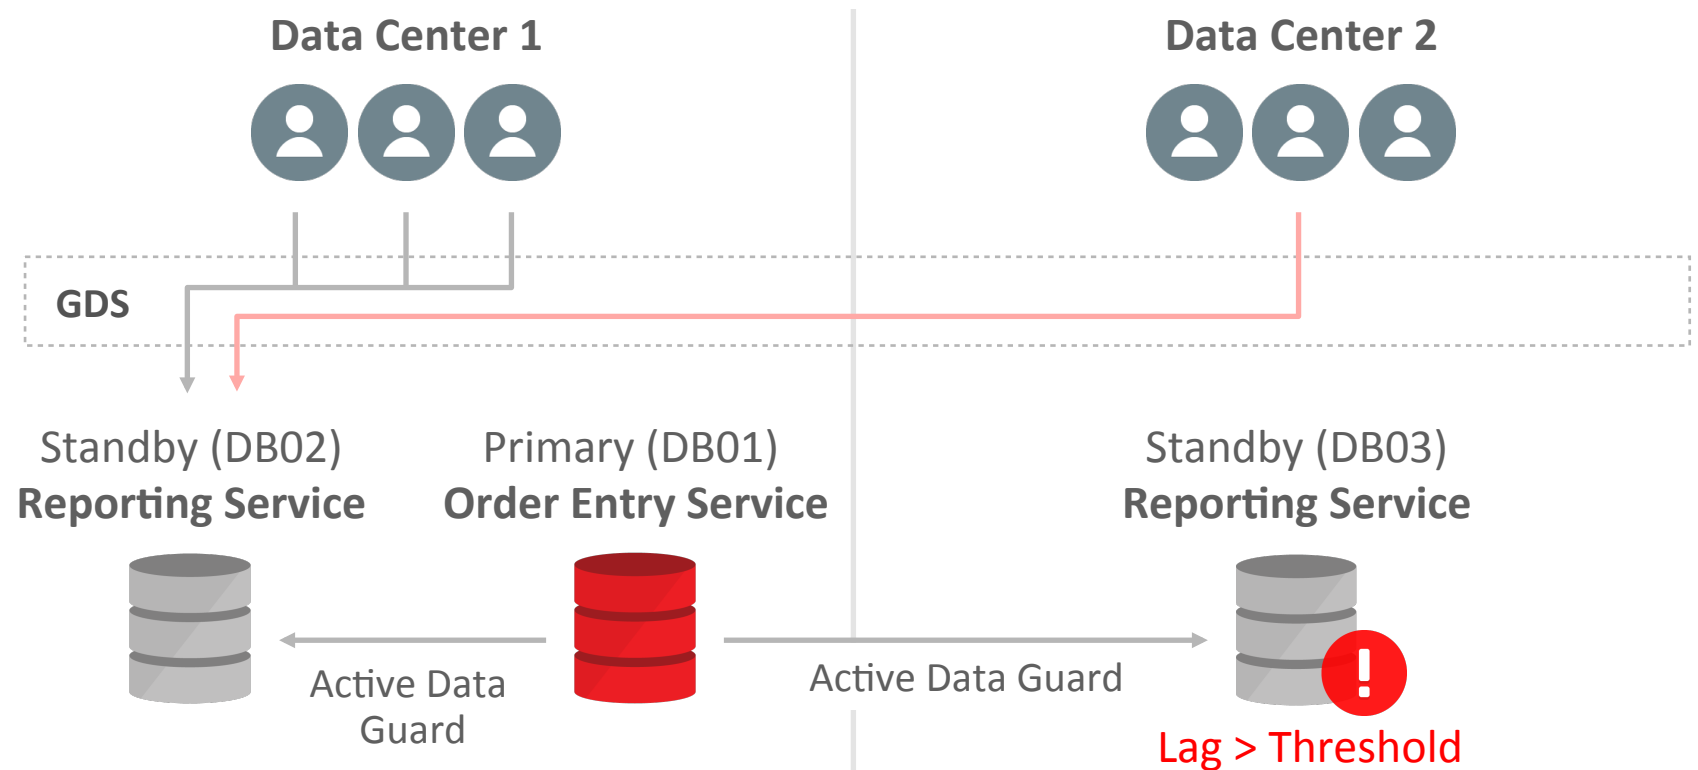 Data Center 1
Data Center 2
GDS
Standby (DB02)
Reporting Service
Primary (DB01)
Order Entry Service
Standby (DB03)
Reporting Service
Active Data
Guard
Active Data Guard
!
Lag > Threshold